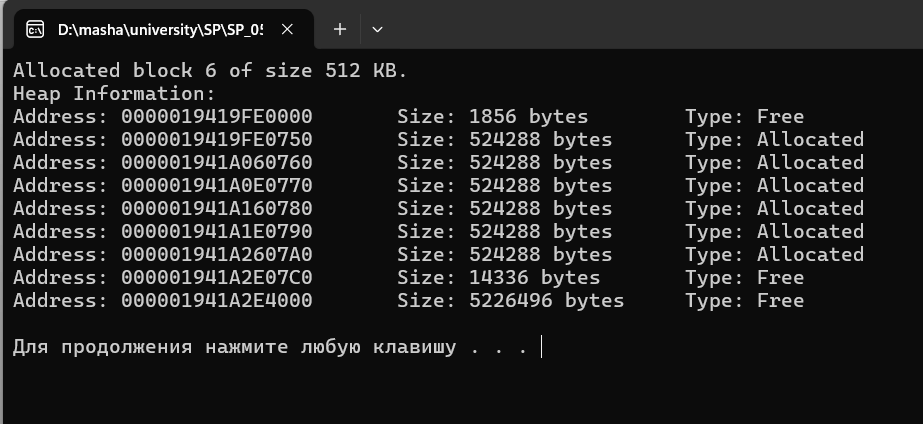 D:\masha\university\SP\SP_05
Allocated block 6 of size 512 KB.
Heap Information:
Address: 0000019419FE0000 Size: 1856 bytes Type: Free
Address: 0000019419FE0750 Size: 524288 bytes Type: Allocated
Address: 000001941A060760 Size: 524288 bytes Type: Allocated
Address: 000001941A0E0770 Size: 524288 bytes Type: Allocated
Address: 000001941A160780 Size: 524288 bytes Type: Allocated
Address: 000001941A1E0790 Size: 524288 bytes Type: Allocated
Address: 000001941A2607A0 Size: 524288 bytes Type: Allocated
Address: 000001941A2E07C0 Size: 14336 bytes Type: Free
Address: 000001941A2E4000 Size: 5226496 bytes Type: Free
Для продолжения нажмите любую клавишу . . .